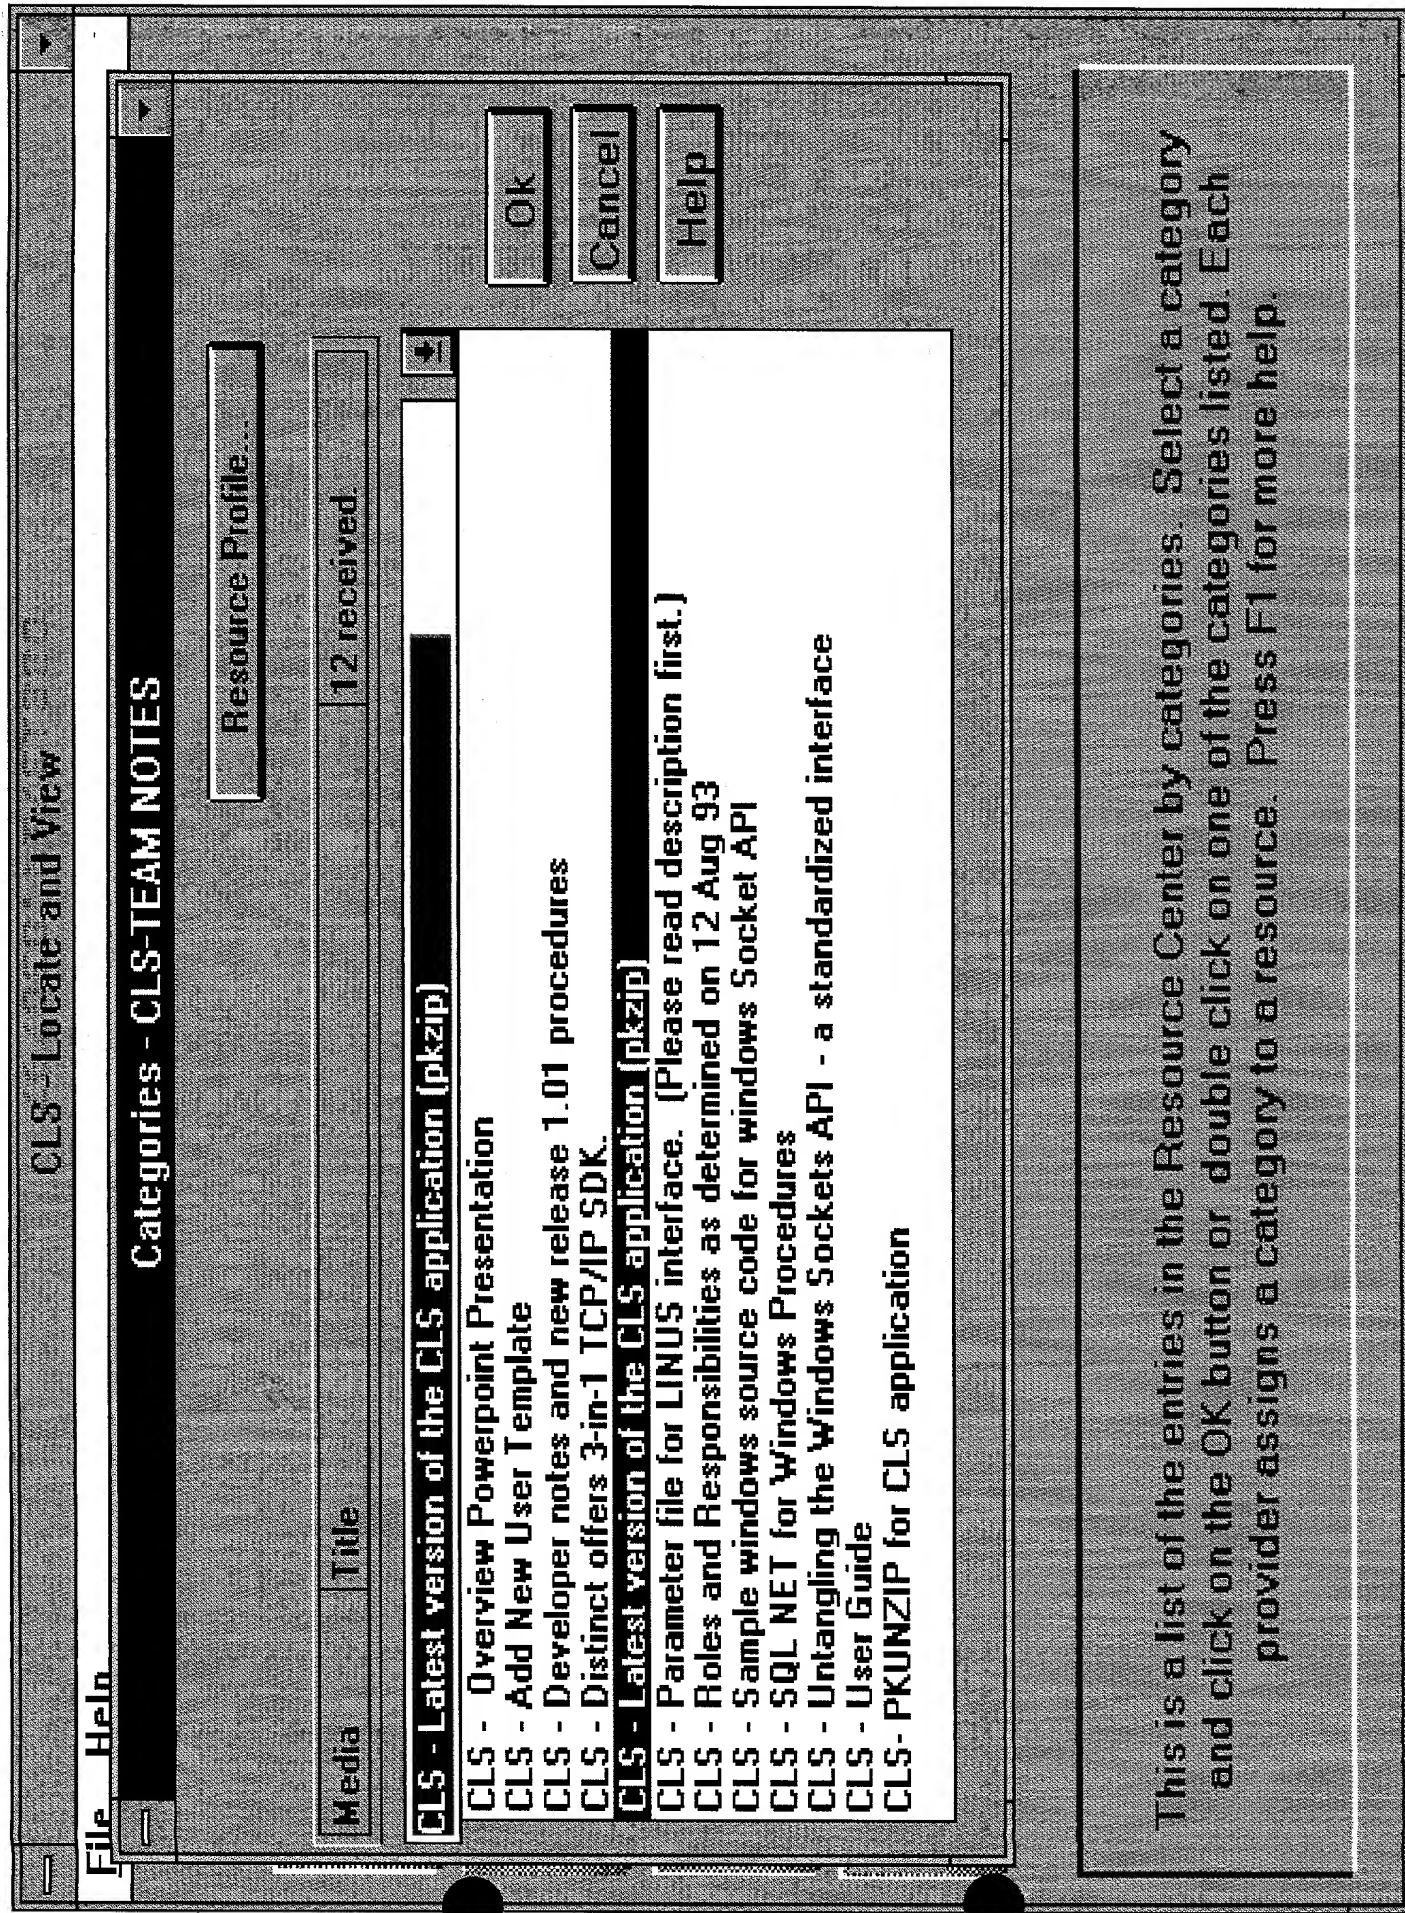 CLS - Locate and View
File Help
Categories - CLS-TEAM NOTES
Resource Profile...
Media Title 12 received.
CLS - Latest version of the CLS application (pkzip)
CLS -  Overview Powerpoint Presentation
CLS - Add New User Template
CLS - Developer notes and new release 1.01 procedures
CLS - Distinct offers 3-in-1 TCP/IP SDK.
CLS - Latest version of the CLS application (pkzip)
CLS - Parameter file for LINUS interface.  (Please read description first.)
CLS - Roles and Responsibilities as determined on 12 Aug 93
CLS - Sample windows source code for windows Socket API
CLS - SQL NET for Windows Procedures
CLS - Untangling the Windows Sockets API - a standardized interface
CLS - User Guide
CLS- PKUNZIP for CLS application
Ok
Cancel
Help
This is a list of the entries in the Resource Center by categories.  Select a category
and click on the OK button or double click on one of the categories listed. Each
provider assigns a category to a resource.  Press F1 for more help.